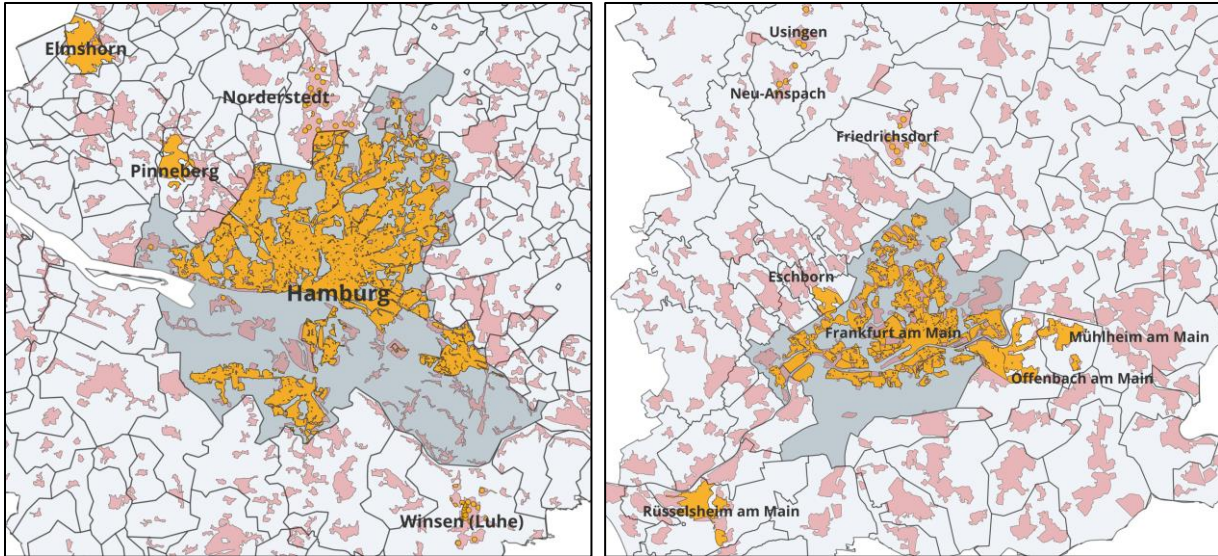 Elmshorn
Norderstedt
Pinneberg
Hamburg
Winsen (Luhe)
Usingen
Neu-Anspach
Friedrichsdorf
Eschborn
Frankfurt am Main
Mühlheim am Main
Offenbach am Main
Rüsselsheim am Main